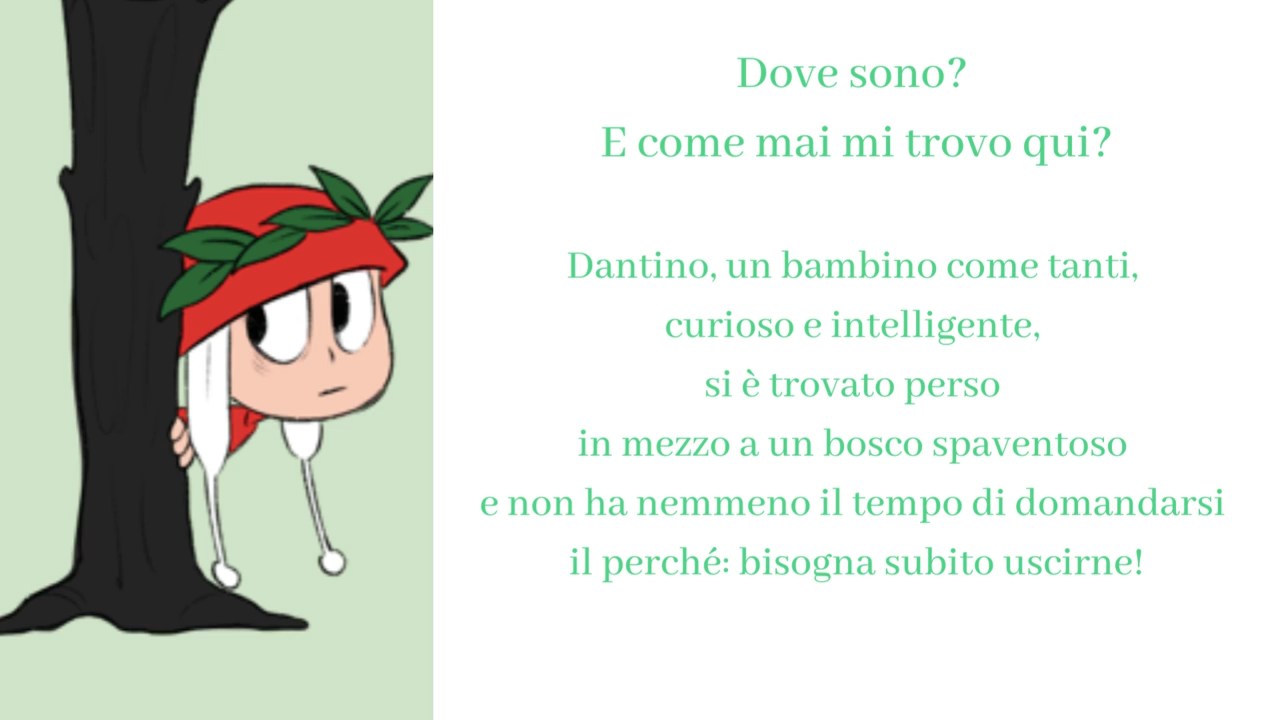 Dove sono?
E come mai mi trovo qui?
Dantino, un bambino come tanti,
curioso e intelligente,
si è trovato perso
in mezzo a un bosco spaventoso
e non ha nemmeno il tempo di domandarsi
il perché: bisogna subito uscirne!